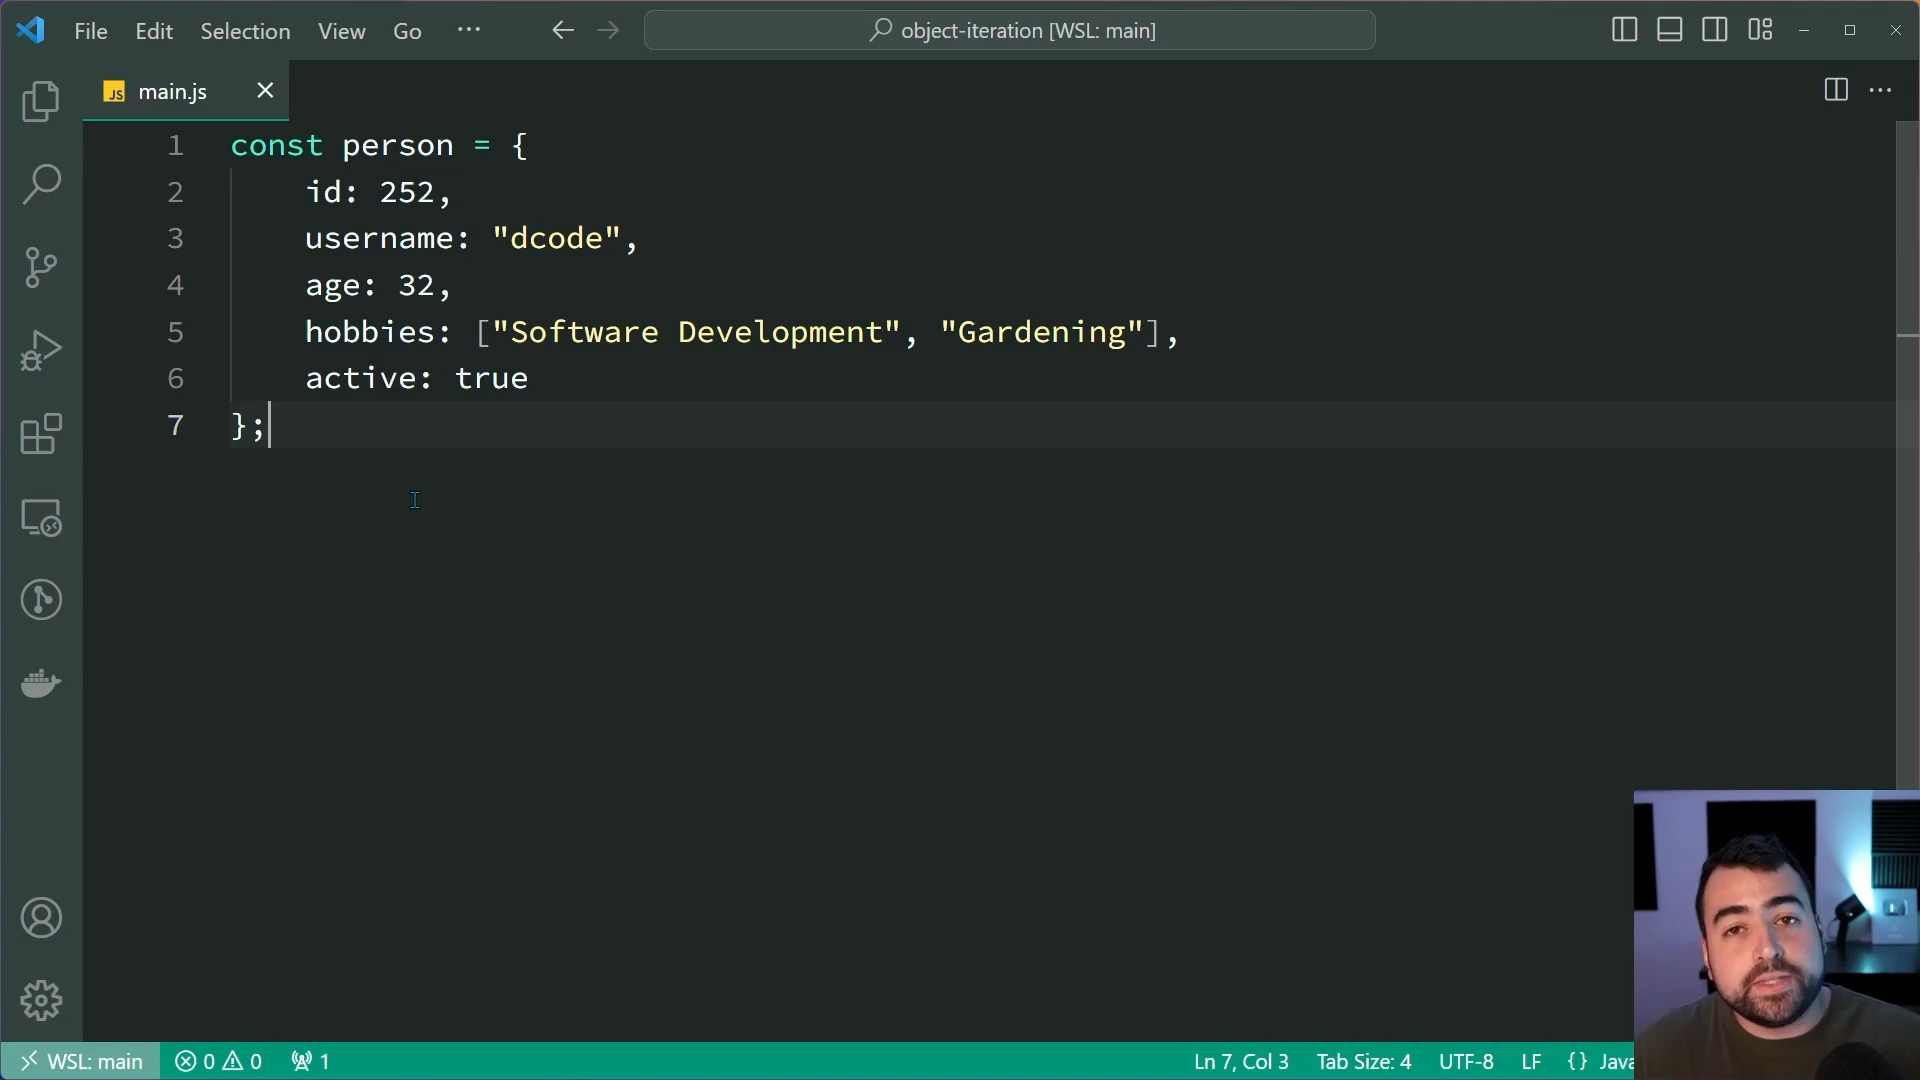 File Edit Selection View Go ··· object-iteration [WSL: main]
JS main.js
1 const person = {
2 id: 252,
3 username: "dcode",
4 age: 32,
5 hobbies: ["Software Development", "Gardening"],
6 active: true
7 };
WSL: main 0 0 1 Ln 7, Col 3 Tab Size: 4 UTF-8 LF {} Java